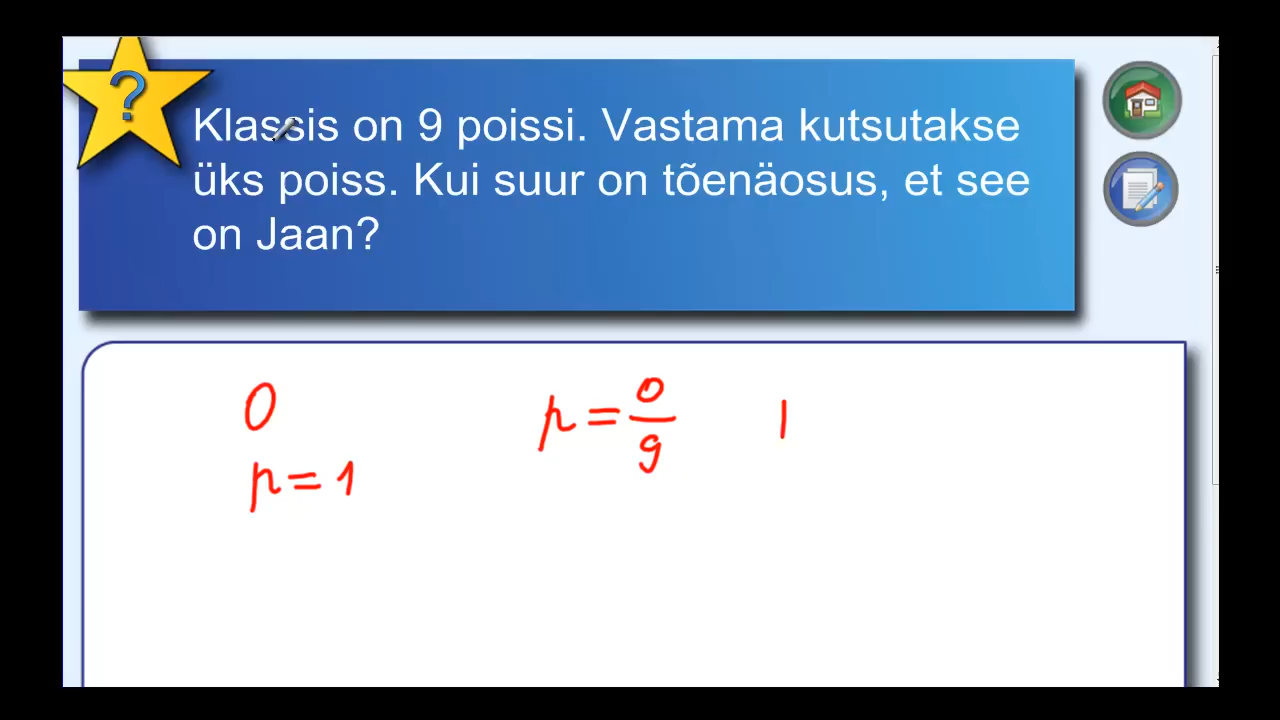 ?
Klassis on 9 poissi. Vastama kutsutakse
üks poiss. Kui suur on tõenäosus, et see
on Jaan?
0 p = 0/9 1
p = 1